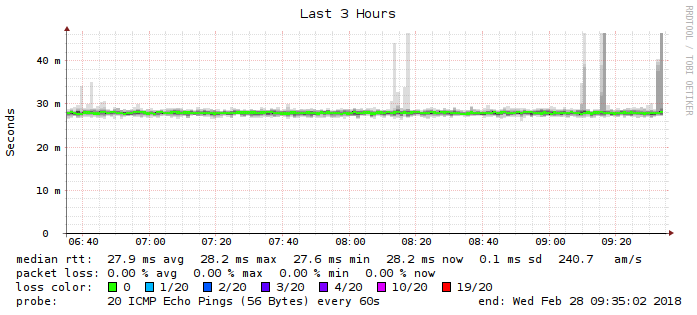 Last 3 Hours
RRDTOOL / TOBI OETIKER
Seconds
40 m
30 m
20 m
10 m
0
06:40 07:00 07:20 07:40 08:00 08:20 08:40 09:00 09:20
median rtt: 27.9 ms avg 28.2 ms max 27.6 ms min 28.2 ms now 0.1 ms sd 240.7 am/s
packet loss: 0.00 % avg 0.00 % max 0.00 % min 0.00 % now
loss color: 0 1/20 2/20 3/20 4/20 10/20 19/20
probe: 20 ICMP Echo Pings (56 Bytes) every 60s end: Wed Feb 28 09:35:02 2018